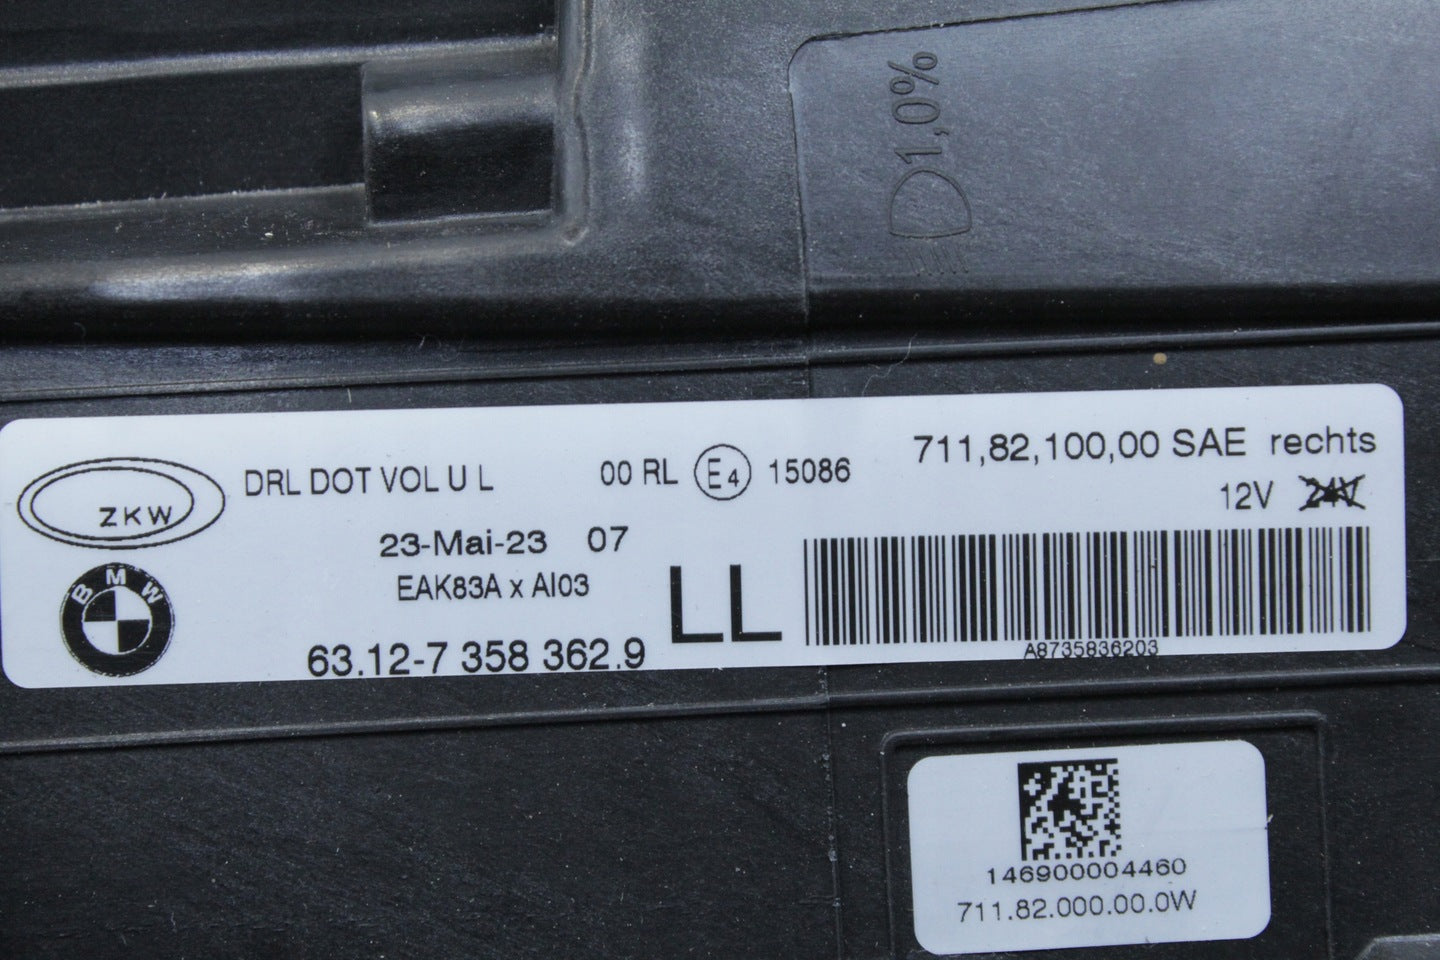 1,0%
711,82,100,00 SAE rechts
DRL DOT VOL U L 00 RL E4 15086
12V 24V
ZKW
23-Mai-23 07
EAK83A x AI03
BMW
LL
63.12-7 358 362.9
A8735836203
146900004460
711.82.000.00.0W